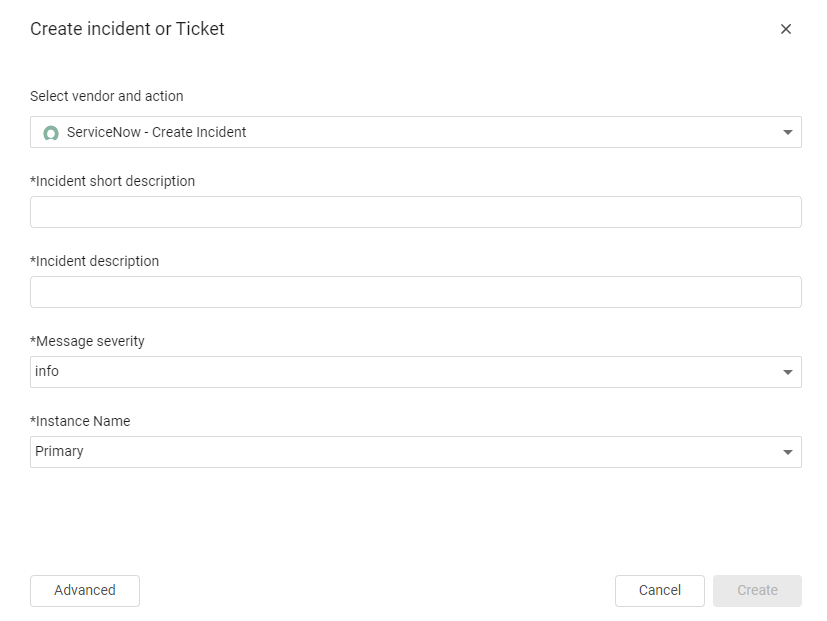 Create incident or Ticket
Select vendor and action
ServiceNow - Create Incident
*Incident short description
*Incident description
*Message severity
info
*Instance Name
Primary
Advanced
Cancel
Create